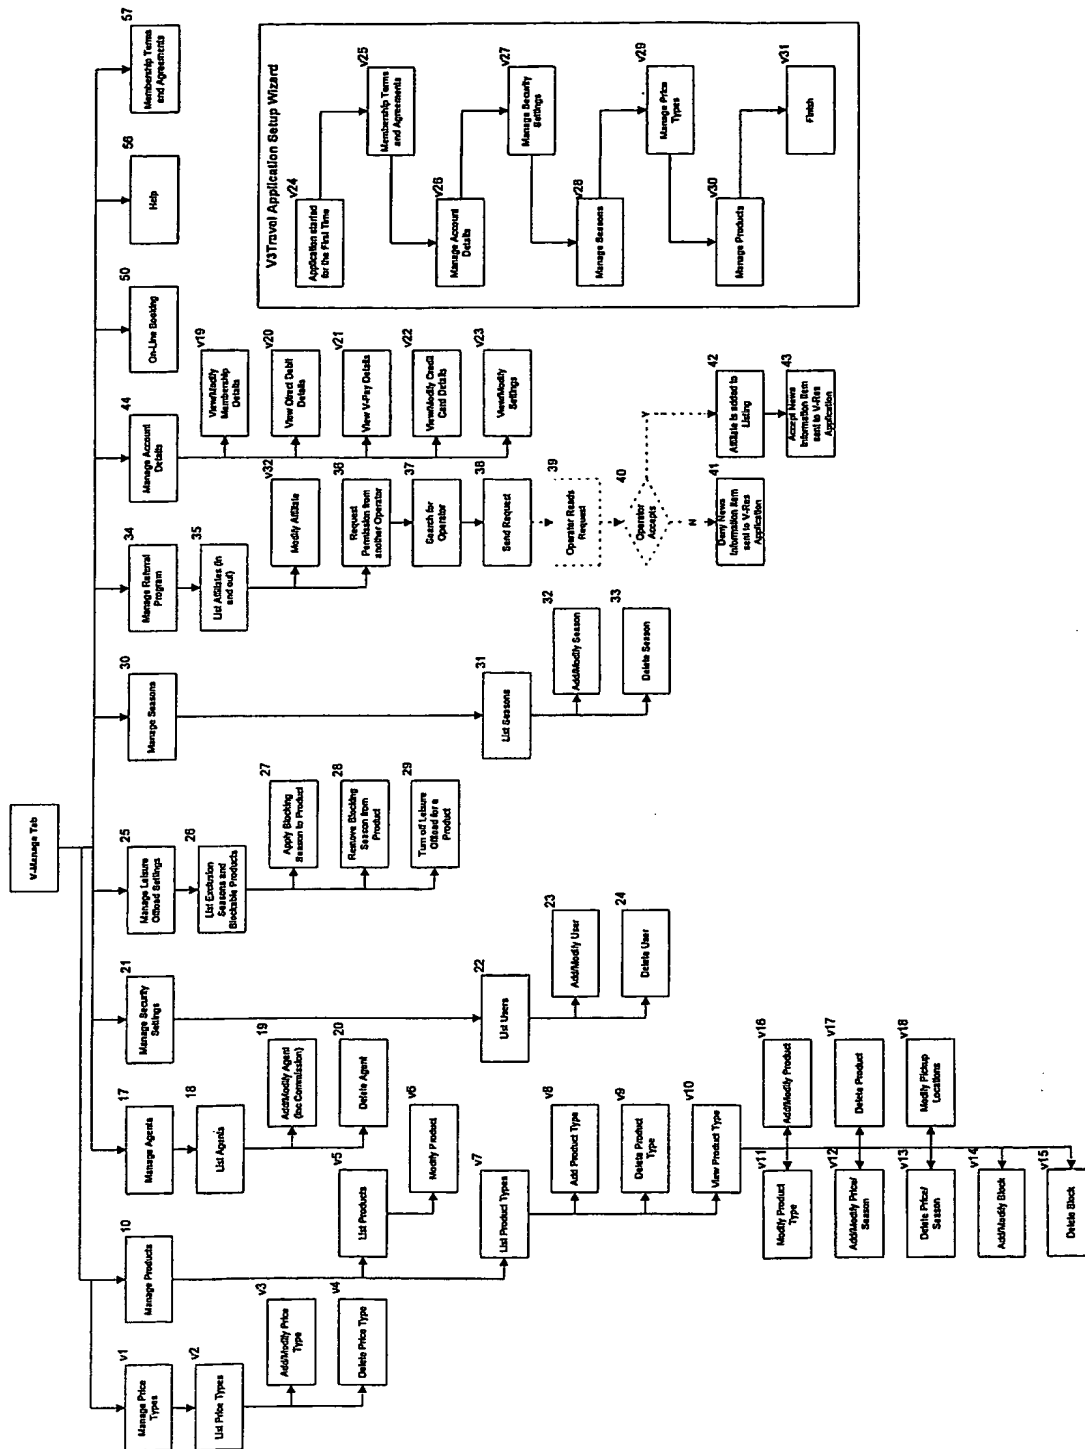 V-Manage Tab
v1
Manage Price
Types
v2
List Price Types
v3
Add/Modify Price
Type
v4
Delete Price Type
10
Manage Products
v5
List Products
v6
Modify Product
v7
List Product Types
v8
Add Product Type
v9
Delete Product
Type
v10
View Product Type
v11
Modify Product
Type
v12
Add/Modify Price/
Season
v13
Delete Price/
Season
v14
Add/Modify Block
v15
Delete Block
v16
Add/Modify Product
v17
Delete Product
v18
Modify Pickup
Locations
17
Manage Agents
18
List Agents
19
Add/Modify Agent
(Inc Commission)
20
Delete Agent
21
Manage Security
Settings
22
List Users
23
Add/Modify User
24
Delete User
25
Manage Leisure
Offload Settings
26
List Exclusion
Seasons and
Blockable Products
27
Apply Blocking
Season to Product
28
Remove Blocking
Season from
Product
29
Turn off Leisure
Offload for a
Product
30
Manage Seasons
31
List Seasons
32
Add/Modify Season
33
Delete Season
34
Manage Referral
Program
35
List Affiliates (in
and out)
v32
Modify Affiliate
36
Request
Permission from
another Operator
37
Search for
Operator
38
Send Request
39
Operator Reads
Request
40
Operator
Accepts
Y
N
41
Deny News
Information Item
sent to V-Res
Application
42
Affiliate is added to
Listing
43
Accept News
Information Item
sent to V-Res
Application
44
Manage Account
Details
v19
View/Modify
Membership
Details
v20
View Direct Debit
Details
v21
View V-Pay Details
v22
View/Modify Credit
Card Details
v23
View/Modify
Settings
50
On-Line Booking
56
Help
57
Membership Terms
and Agreements
V3Travel Application Setup Wizard
v24
Application started
for the First Time
v25
Membership Terms
and Agreements
v26
Manage Account
Details
v27
Manage Security
Settings
v28
Manage Seasons
v29
Manage Price
Types
v30
Manage Products
v31
Finish